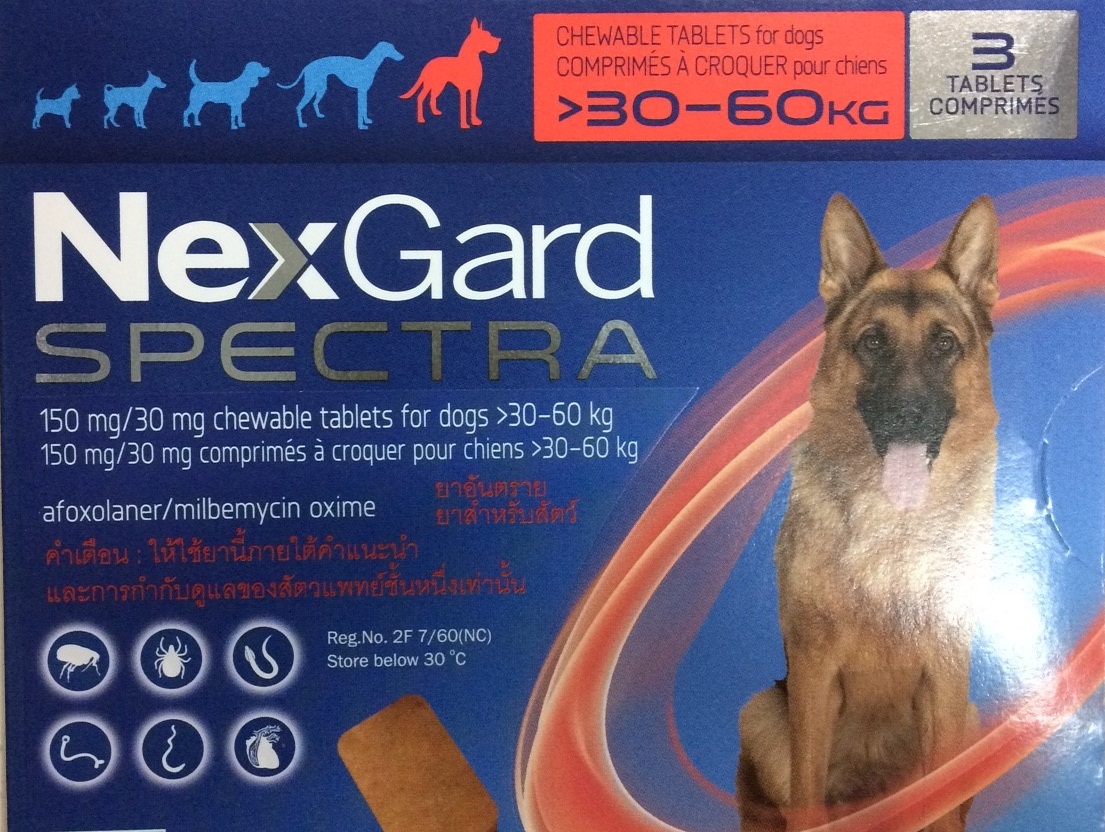 CHEWABLE TABLETS for dogs
COMPRIMÉS À CROQUER pour chiens
>30–60KG
3
TABLETS
COMPRIMÉS
NexGard
SPECTRA
150 mg/30 mg chewable tablets for dogs >30–60 kg
150 mg/30 mg comprimés à croquer pour chiens >30–60 kg
afoxolaner/milbemycin oxime
ยาอันตราย
ยาสำหรับสัตว์
คำเตือน : ให้ใช้ยานี้ภายใต้คำแนะนำ
และการกำกับดูแลของสัตวแพทย์ชั้นหนึ่งเท่านั้น
Reg.No. 2F 7/60(NC)
Store below 30 °C